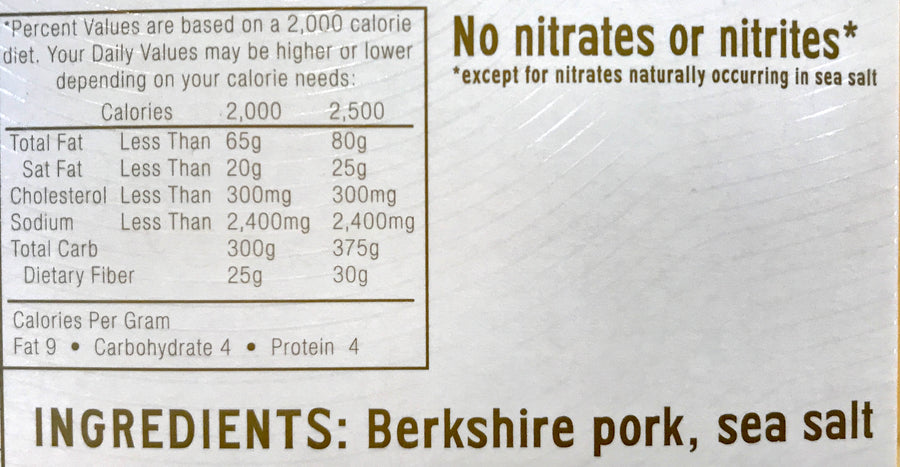 *Percent Values are based on a 2,000 calorie
diet. Your Daily Values may be higher or lower
depending on your calorie needs:
Calories 2,000 2,500
Total Fat Less Than 65g 80g
Sat Fat Less Than 20g 25g
Cholesterol Less Than 300mg 300mg
Sodium Less Than 2,400mg 2,400mg
Total Carb 300g 375g
Dietary Fiber 25g 30g
Calories Per Gram
Fat 9 • Carbohydrate 4 • Protein 4
No nitrates or nitrites*
*except for nitrates naturally occurring in sea salt
INGREDIENTS: Berkshire pork, sea salt